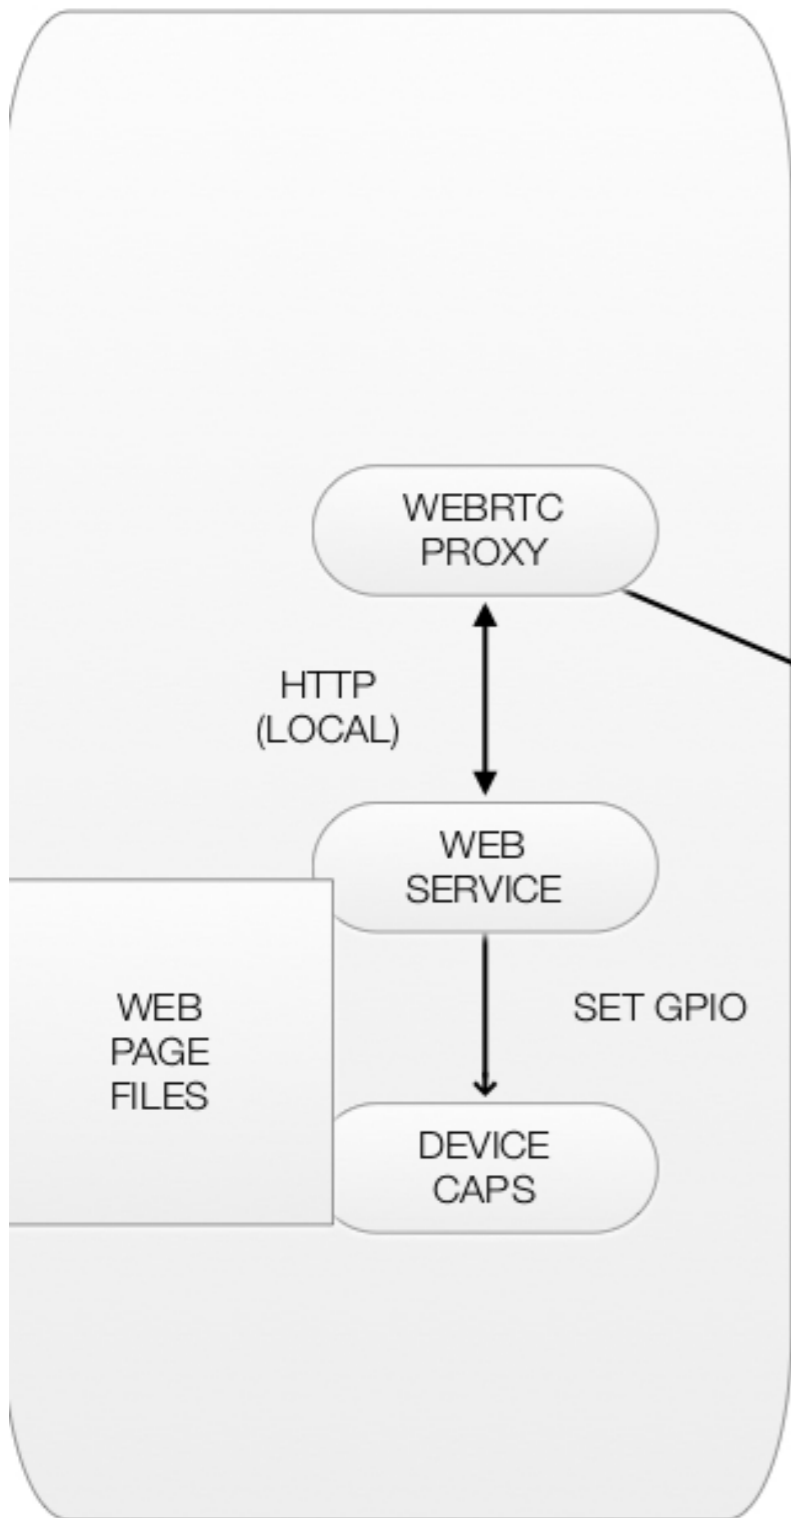 WEBRTC
PROXY
HTTP
(LOCAL)
WEB
SERVICE
WEB
PAGE
FILES
SET GPIO
DEVICE
CAPS